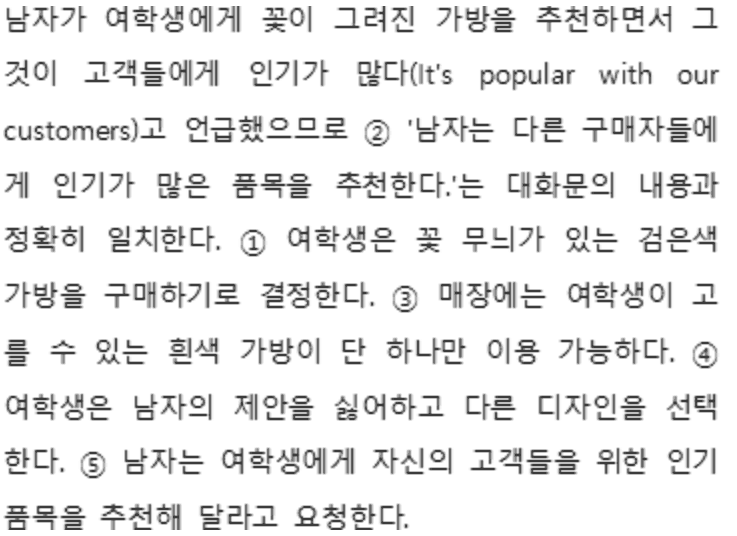 남자가 여학생에게 꽃이 그려진 가방을 추천하면서 그
것이 고객들에게 인기가 많다(It's popular with our
customers)고 언급했으므로 ② '남자는 다른 구매자들에
게 인기가 많은 품목을 추천한다.'는 대화문의 내용과
정확히 일치한다. ① 여학생은 꽃 무늬가 있는 검은색
가방을 구매하기로 결정한다. ③ 매장에는 여학생이 고
를 수 있는 흰색 가방이 단 하나만 이용 가능하다. ④
여학생은 남자의 제안을 싫어하고 다른 디자인을 선택
한다. ⑤ 남자는 여학생에게 자신의 고객들을 위한 인기
품목을 추천해 달라고 요청한다.